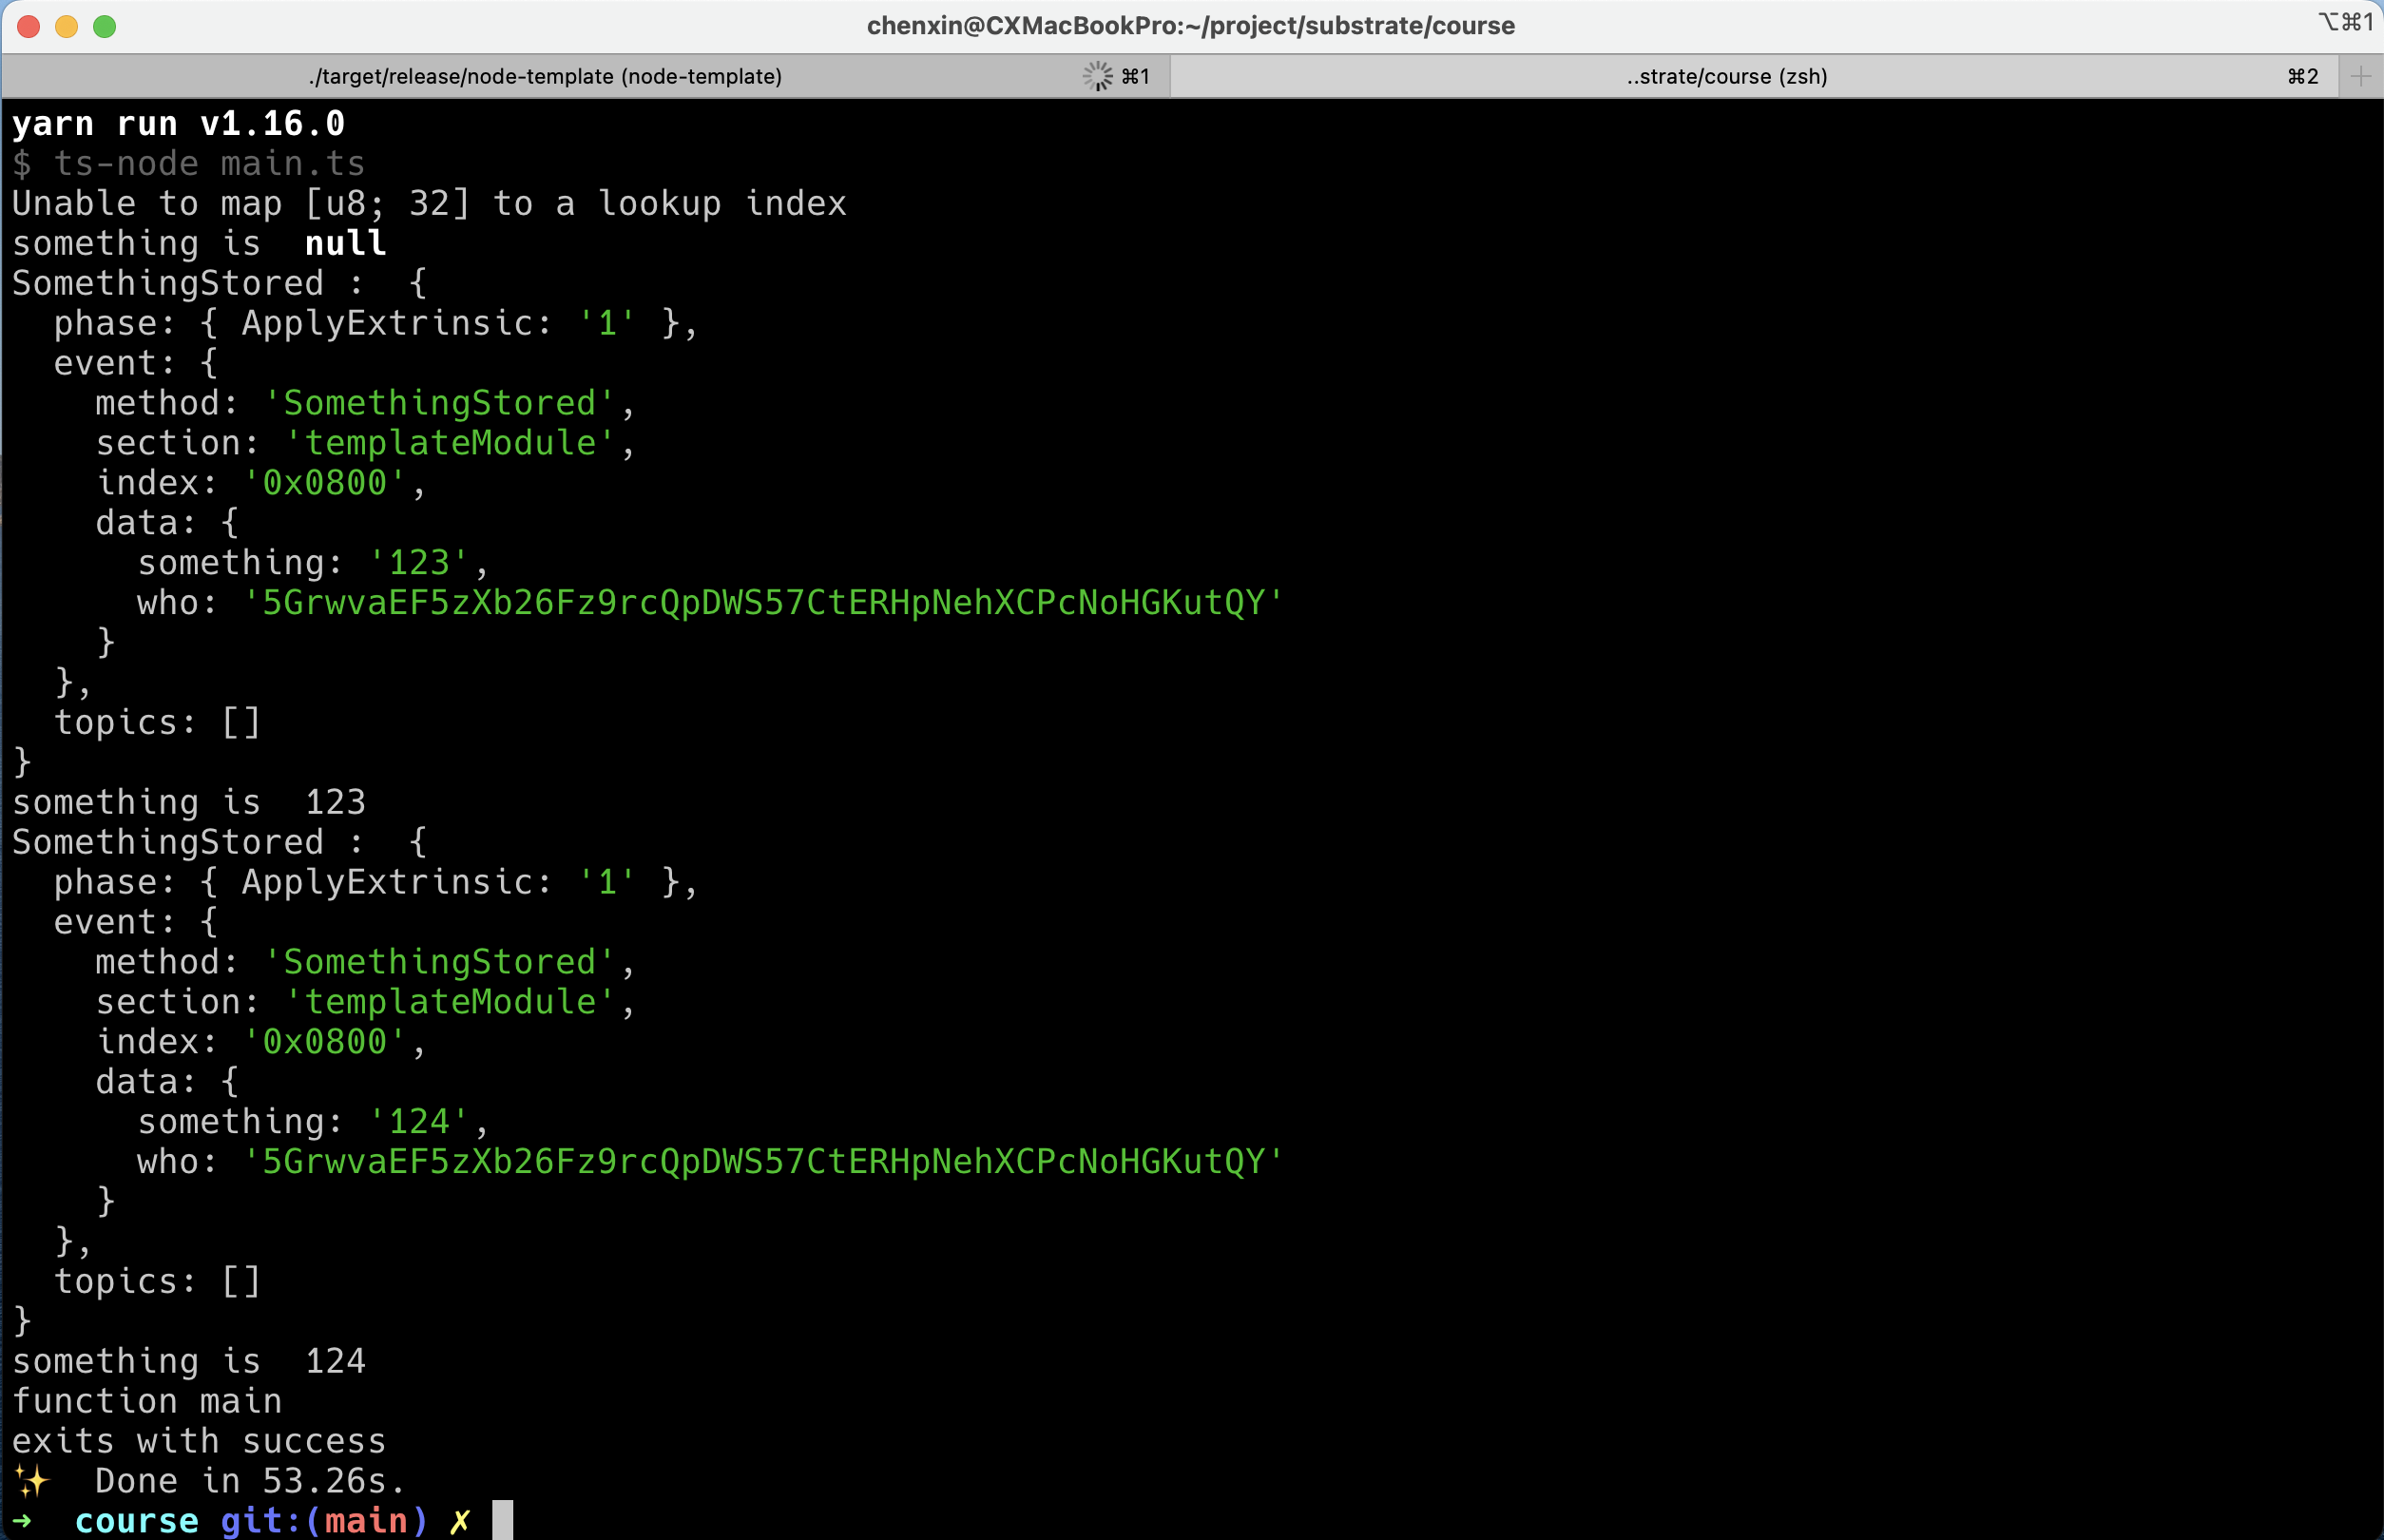 chenxin@CXMacBookPro:~/project/substrate/course
⌥⌘1
./target/release/node-template (node-template) ⌘1
..strate/course (zsh) ⌘2
yarn run v1.16.0
$ ts-node main.ts
Unable to map [u8; 32] to a lookup index
something is  null
SomethingStored :  {
  phase: { ApplyExtrinsic: '1' },
  event: {
    method: 'SomethingStored',
    section: 'templateModule',
    index: '0x0800',
    data: {
      something: '123',
      who: '5GrwvaEF5zXb26Fz9rcQpDWS57CtERHpNehXCPcNoHGKutQY'
    }
  },
  topics: []
}
something is  123
SomethingStored :  {
  phase: { ApplyExtrinsic: '1' },
  event: {
    method: 'SomethingStored',
    section: 'templateModule',
    index: '0x0800',
    data: {
      something: '124',
      who: '5GrwvaEF5zXb26Fz9rcQpDWS57CtERHpNehXCPcNoHGKutQY'
    }
  },
  topics: []
}
something is  124
function main
exits with success
✨  Done in 53.26s.
➜  course git:(main) ✗